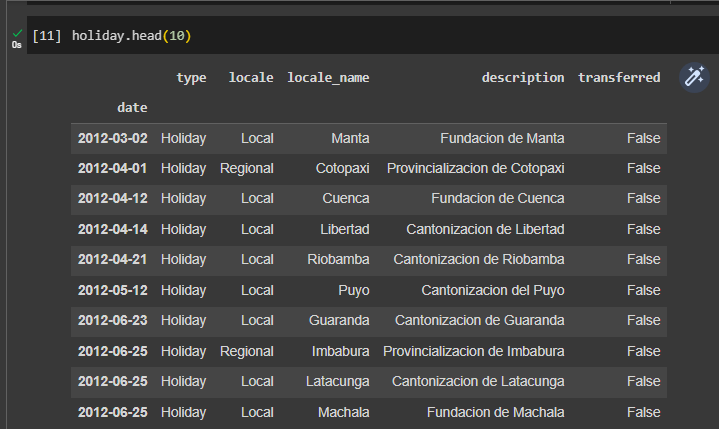 [11] holiday.head(10)
0s
type locale locale_name description transferred
date
2012-03-02 Holiday Local Manta Fundacion de Manta False
2012-04-01 Holiday Regional Cotopaxi Provincializacion de Cotopaxi False
2012-04-12 Holiday Local Cuenca Fundacion de Cuenca False
2012-04-14 Holiday Local Libertad Cantonizacion de Libertad False
2012-04-21 Holiday Local Riobamba Cantonizacion de Riobamba False
2012-05-12 Holiday Local Puyo Cantonizacion del Puyo False
2012-06-23 Holiday Local Guaranda Cantonizacion de Guaranda False
2012-06-25 Holiday Regional Imbabura Provincializacion de Imbabura False
2012-06-25 Holiday Local Latacunga Cantonizacion de Latacunga False
2012-06-25 Holiday Local Machala Fundacion de Machala False